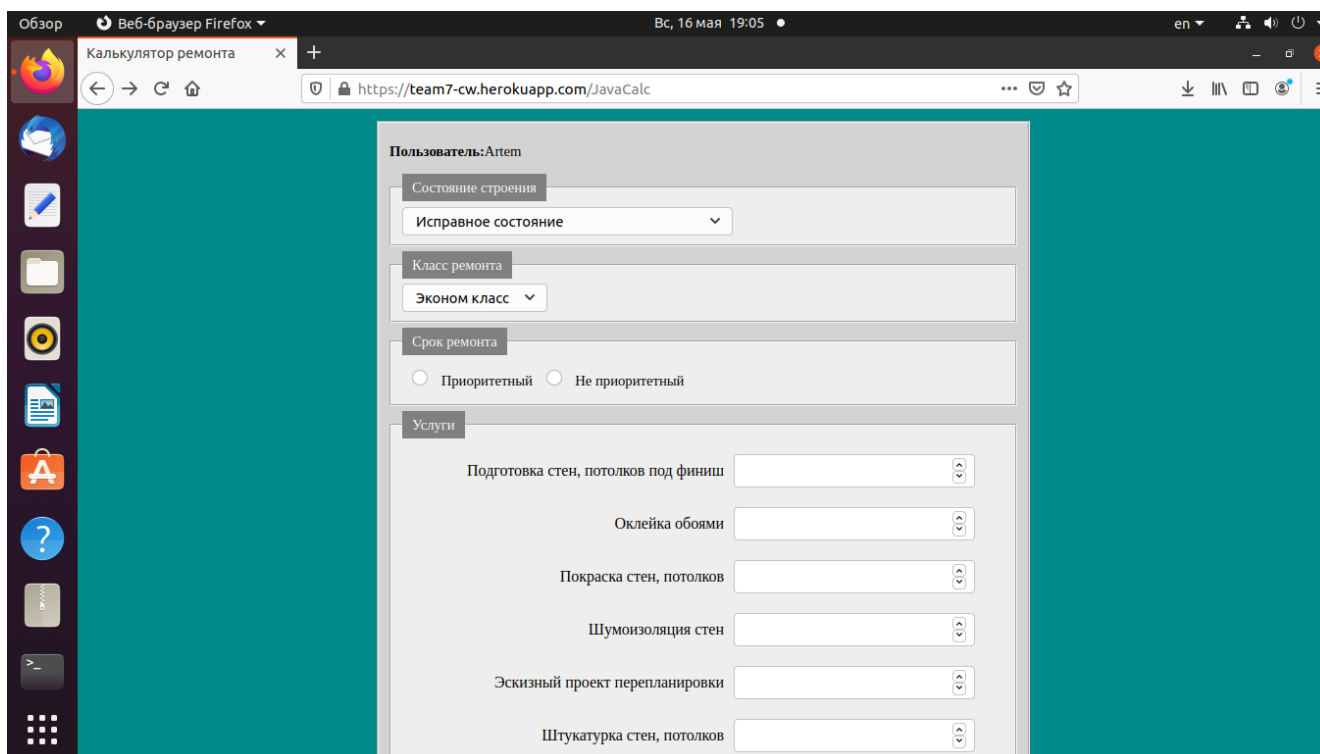 Обзор Веб-браузер Firefox Вс, 16 мая 19:05 en
Калькулятор ремонта
https://team7-cw.herokuapp.com/JavaCalc
Пользователь:Artem
Состояние строения
Исправное состояние
Класс ремонта
Эконом класс
Срок ремонта
Приоритетный Не приоритетный
Услуги
Подготовка стен, потолков под финиш
Оклейка обоями
Покраска стен, потолков
Шумоизоляция стен
Эскизный проект перепланировки
Штукатурка стен, потолков